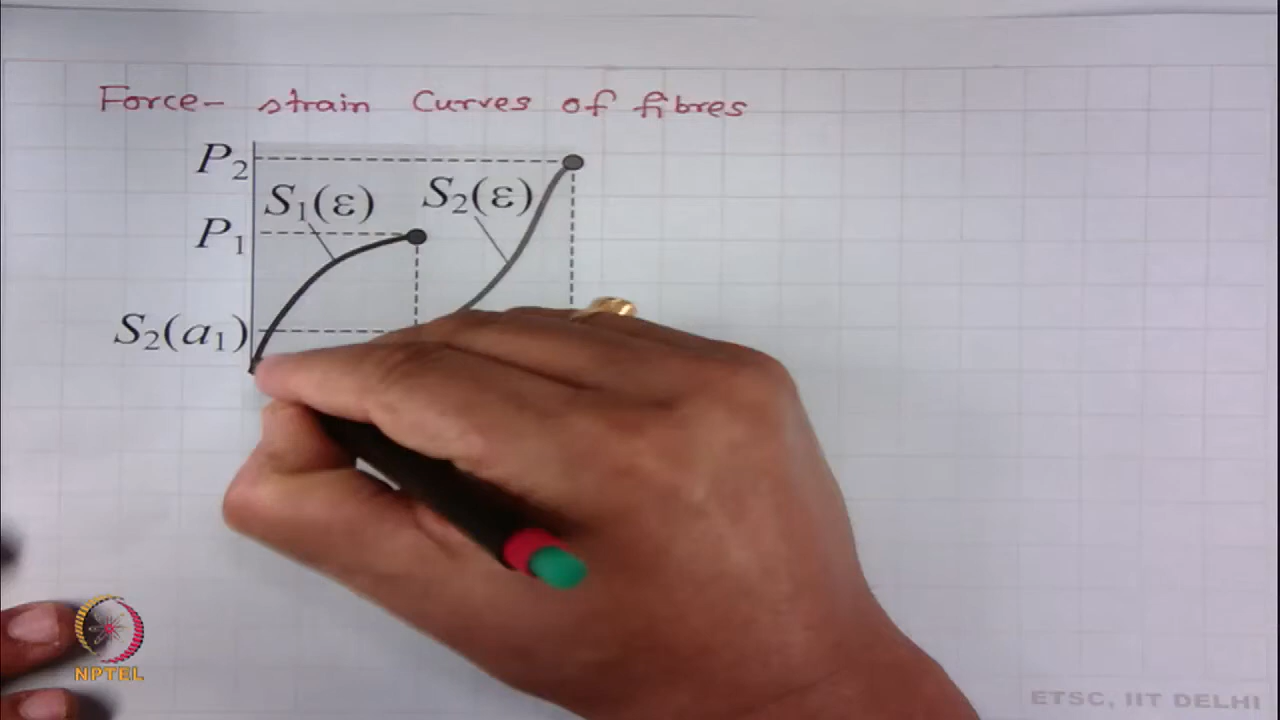 Force- strain Curves of fibres
P₂
S₁(ε) S₂(ε)
P₁
S₂(a₁)
NPTEL
ETSC, IIT DELHI